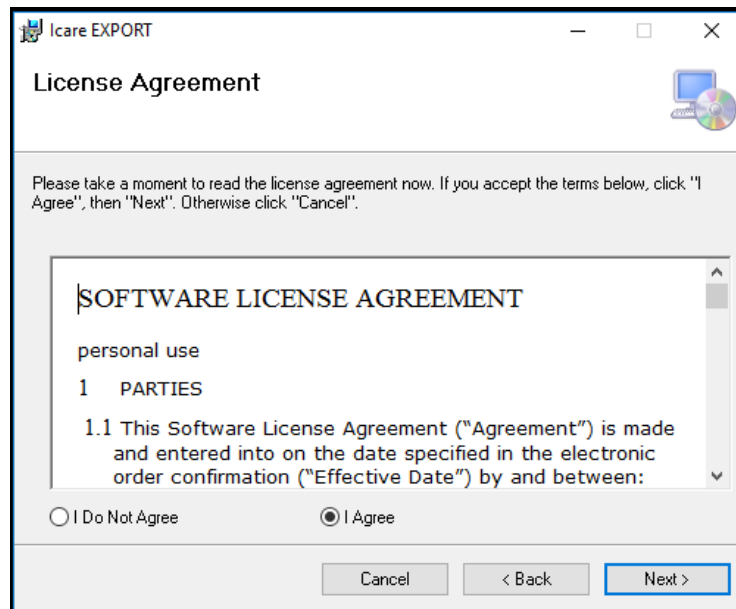 Icare EXPORT
License Agreement
Please take a moment to read the license agreement now. If you accept the terms below, click "I
Agree", then "Next". Otherwise click "Cancel".
SOFTWARE LICENSE AGREEMENT
personal use
1 PARTIES
1.1 This Software License Agreement (“Agreement”) is made
and entered into on the date specified in the electronic
order confirmation (“Effective Date”) by and between:
I Do Not Agree
I Agree
Cancel
< Back
Next >